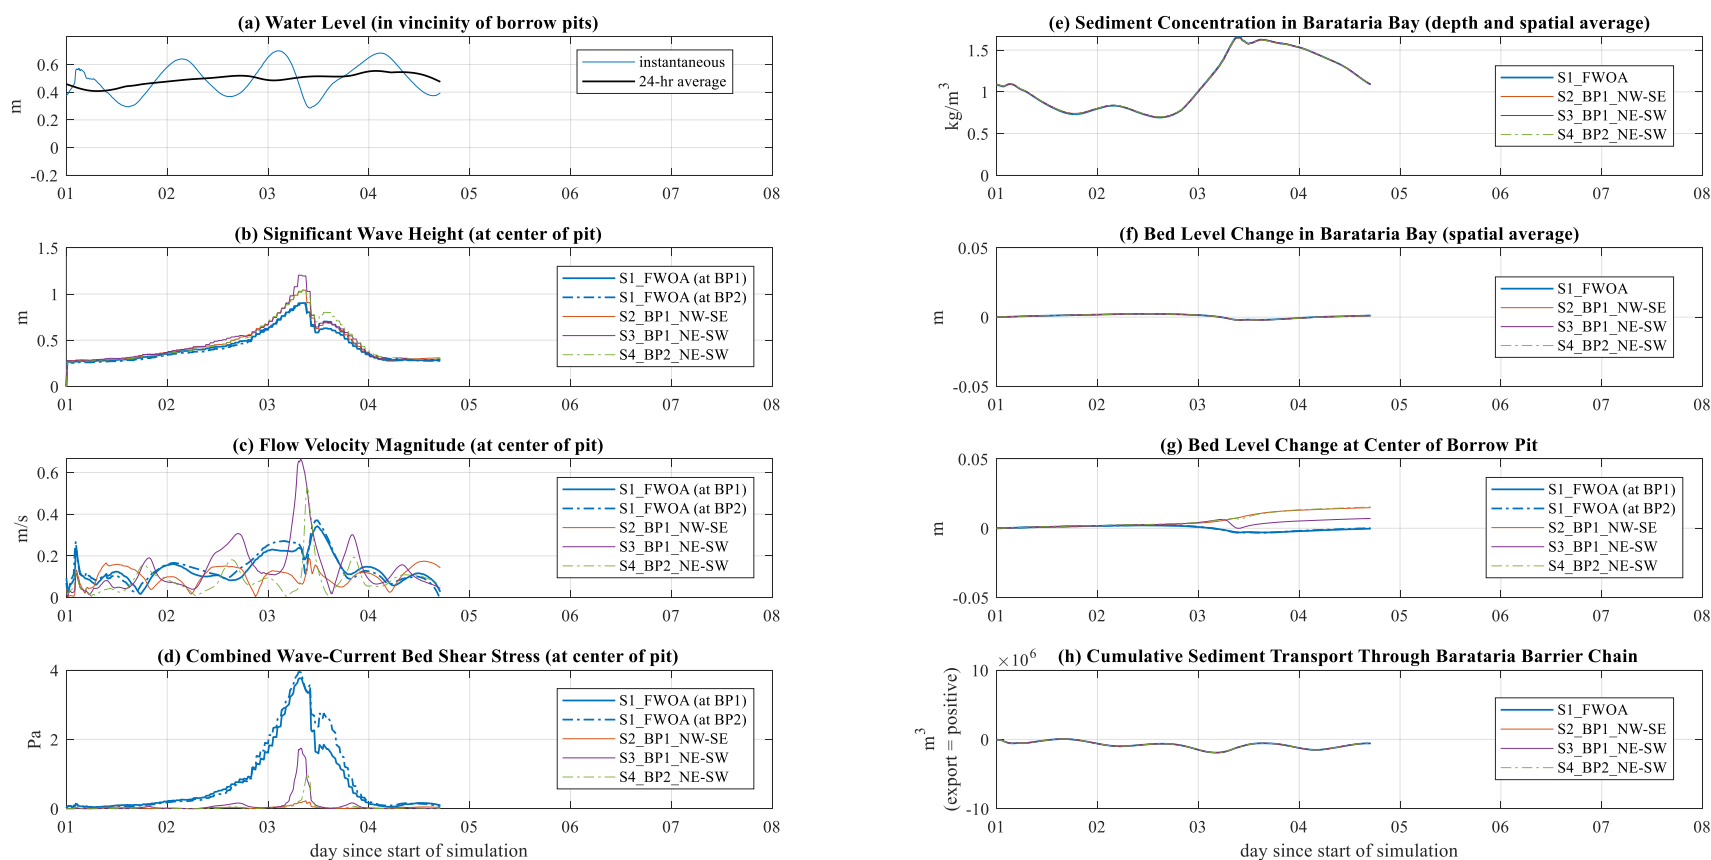 (a) Water Level (in vincinity of borrow pits)
0.6
0.4
0.2
0
-0.2
m
instantaneous
24-hr average
01 02 03 04 05 06 07 08
(b) Significant Wave Height (at center of pit)
1.5
1
0.5
0
m
S1_FWOA (at BP1)
S1_FWOA (at BP2)
S2_BP1_NW-SE
S3_BP1_NE-SW
S4_BP2_NE-SW
01 02 03 04 05 06 07 08
(c) Flow Velocity Magnitude (at center of pit)
0.6
0.4
0.2
0
m/s
S1_FWOA (at BP1)
S1_FWOA (at BP2)
S2_BP1_NW-SE
S3_BP1_NE-SW
S4_BP2_NE-SW
01 02 03 04 05 06 07 08
(d) Combined Wave-Current Bed Shear Stress (at center of pit)
4
2
0
Pa
S1_FWOA (at BP1)
S1_FWOA (at BP2)
S2_BP1_NW-SE
S3_BP1_NE-SW
S4_BP2_NE-SW
01 02 03 04 05 06 07 08
day since start of simulation
(e) Sediment Concentration in Barataria Bay (depth and spatial average)
1.5
1
0.5
0
kg/m³
S1_FWOA
S2_BP1_NW-SE
S3_BP1_NE-SW
S4_BP2_NE-SW
01 02 03 04 05 06 07 08
(f) Bed Level Change in Barataria Bay (spatial average)
0.05
0
-0.05
m
S1_FWOA
S2_BP1_NW-SE
S3_BP1_NE-SW
S4_BP2_NE-SW
01 02 03 04 05 06 07 08
(g) Bed Level Change at Center of Borrow Pit
0.05
0
-0.05
m
S1_FWOA (at BP1)
S1_FWOA (at BP2)
S2_BP1_NW-SE
S3_BP1_NE-SW
S4_BP2_NE-SW
01 02 03 04 05 06 07 08
×10⁶
(h) Cumulative Sediment Transport Through Barataria Barrier Chain
10
0
-10
m³
(export = positive)
S1_FWOA
S2_BP1_NW-SE
S3_BP1_NE-SW
S4_BP2_NE-SW
01 02 03 04 05 06 07 08
day since start of simulation